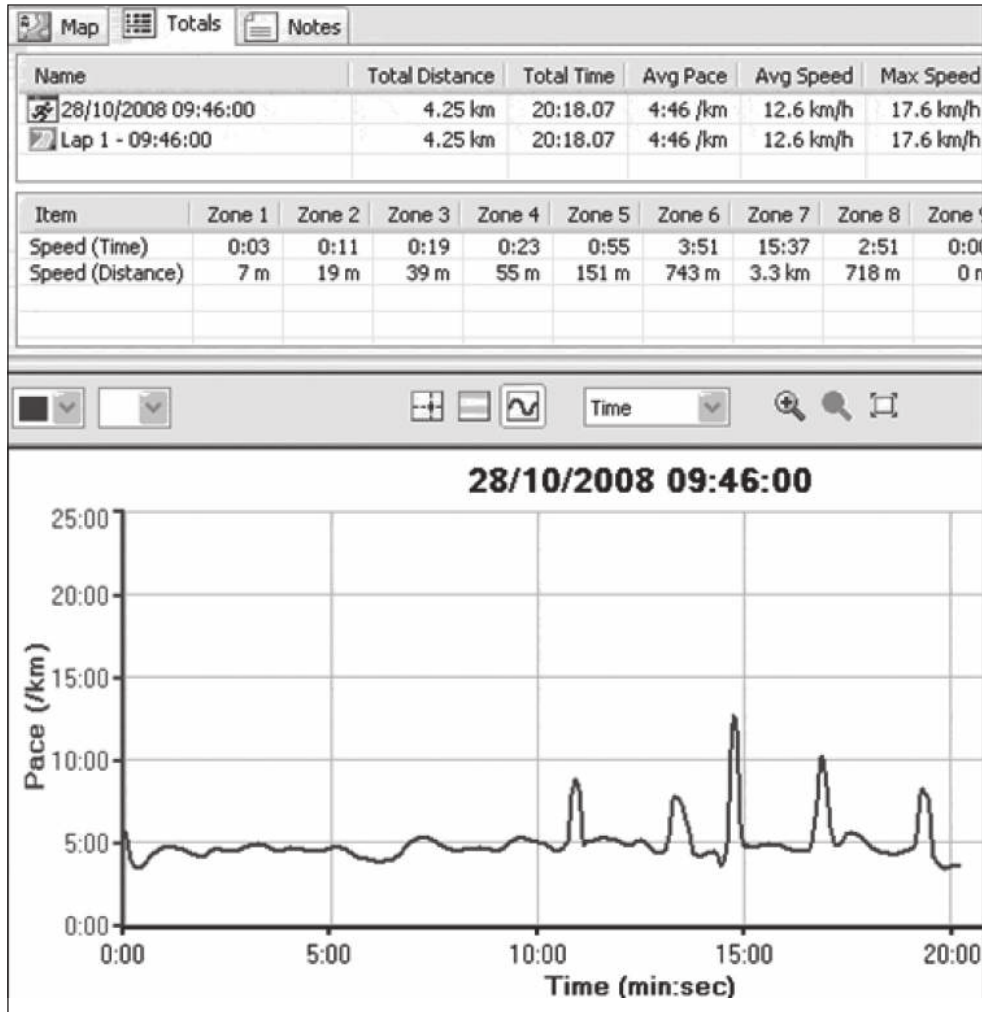 Map Totals Notes
Name Total Distance Total Time Avg Pace Avg Speed Max Speed
28/10/2008 09:46:00 4.25 km 20:18.07 4:46 /km 12.6 km/h 17.6 km/h
Lap 1 - 09:46:00 4.25 km 20:18.07 4:46 /km 12.6 km/h 17.6 km/h
Item Zone 1 Zone 2 Zone 3 Zone 4 Zone 5 Zone 6 Zone 7 Zone 8 Zone
Speed (Time) 0:03 0:11 0:19 0:23 0:55 3:51 15:37 2:51 0:00
Speed (Distance) 7 m 19 m 39 m 55 m 151 m 743 m 3.3 km 718 m 0
Time
28/10/2008 09:46:00
25:00
20:00
15:00
10:00
5:00
0:00
Pace (/km)
0:00 5:00 10:00 15:00 20:00
Time (min:sec)